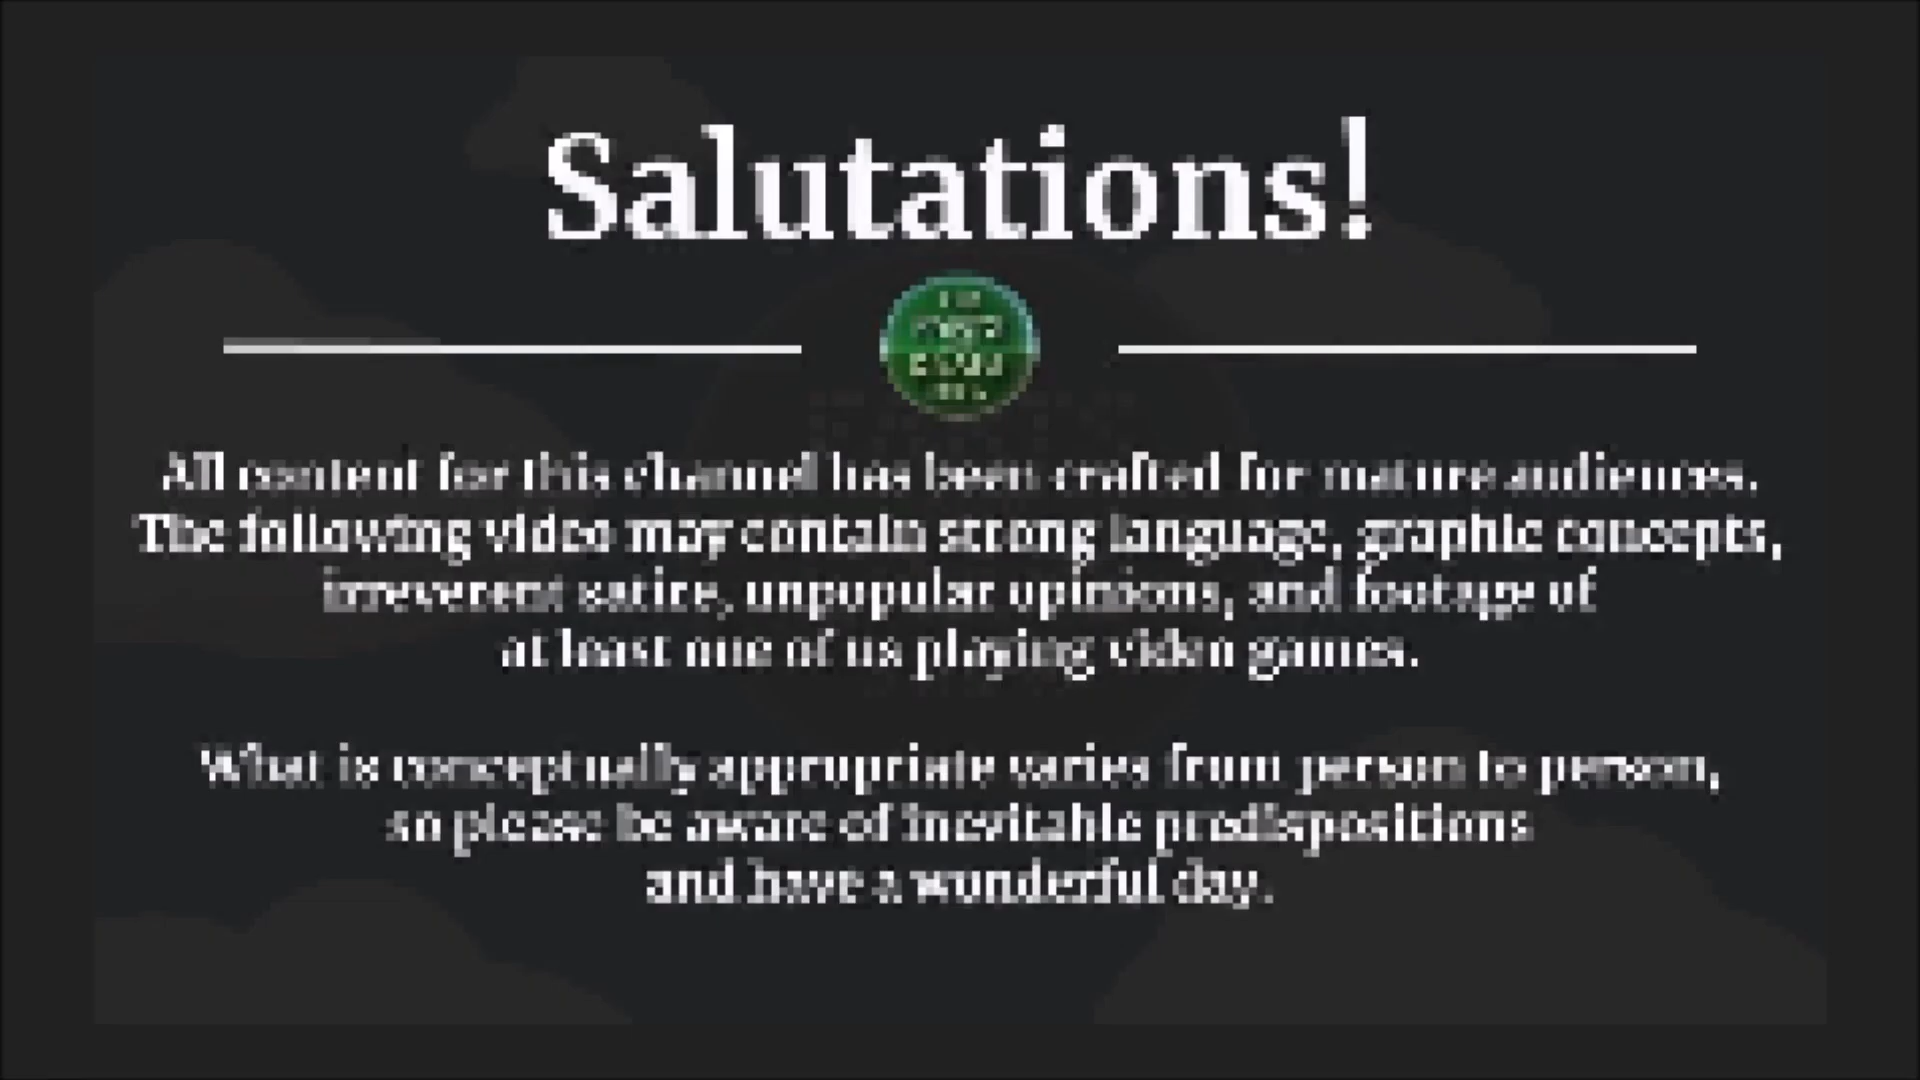 Salutations!
All content for this channel has been crafted for mature audiences.
The following video may contain strong language, graphic concepts,
irreverent satire, unpopular opinions, and footage of
at least one of us playing video games.
What is conceptually appropriate varies from person to person,
so please be aware of inevitable predispositions
and have a wonderful day.